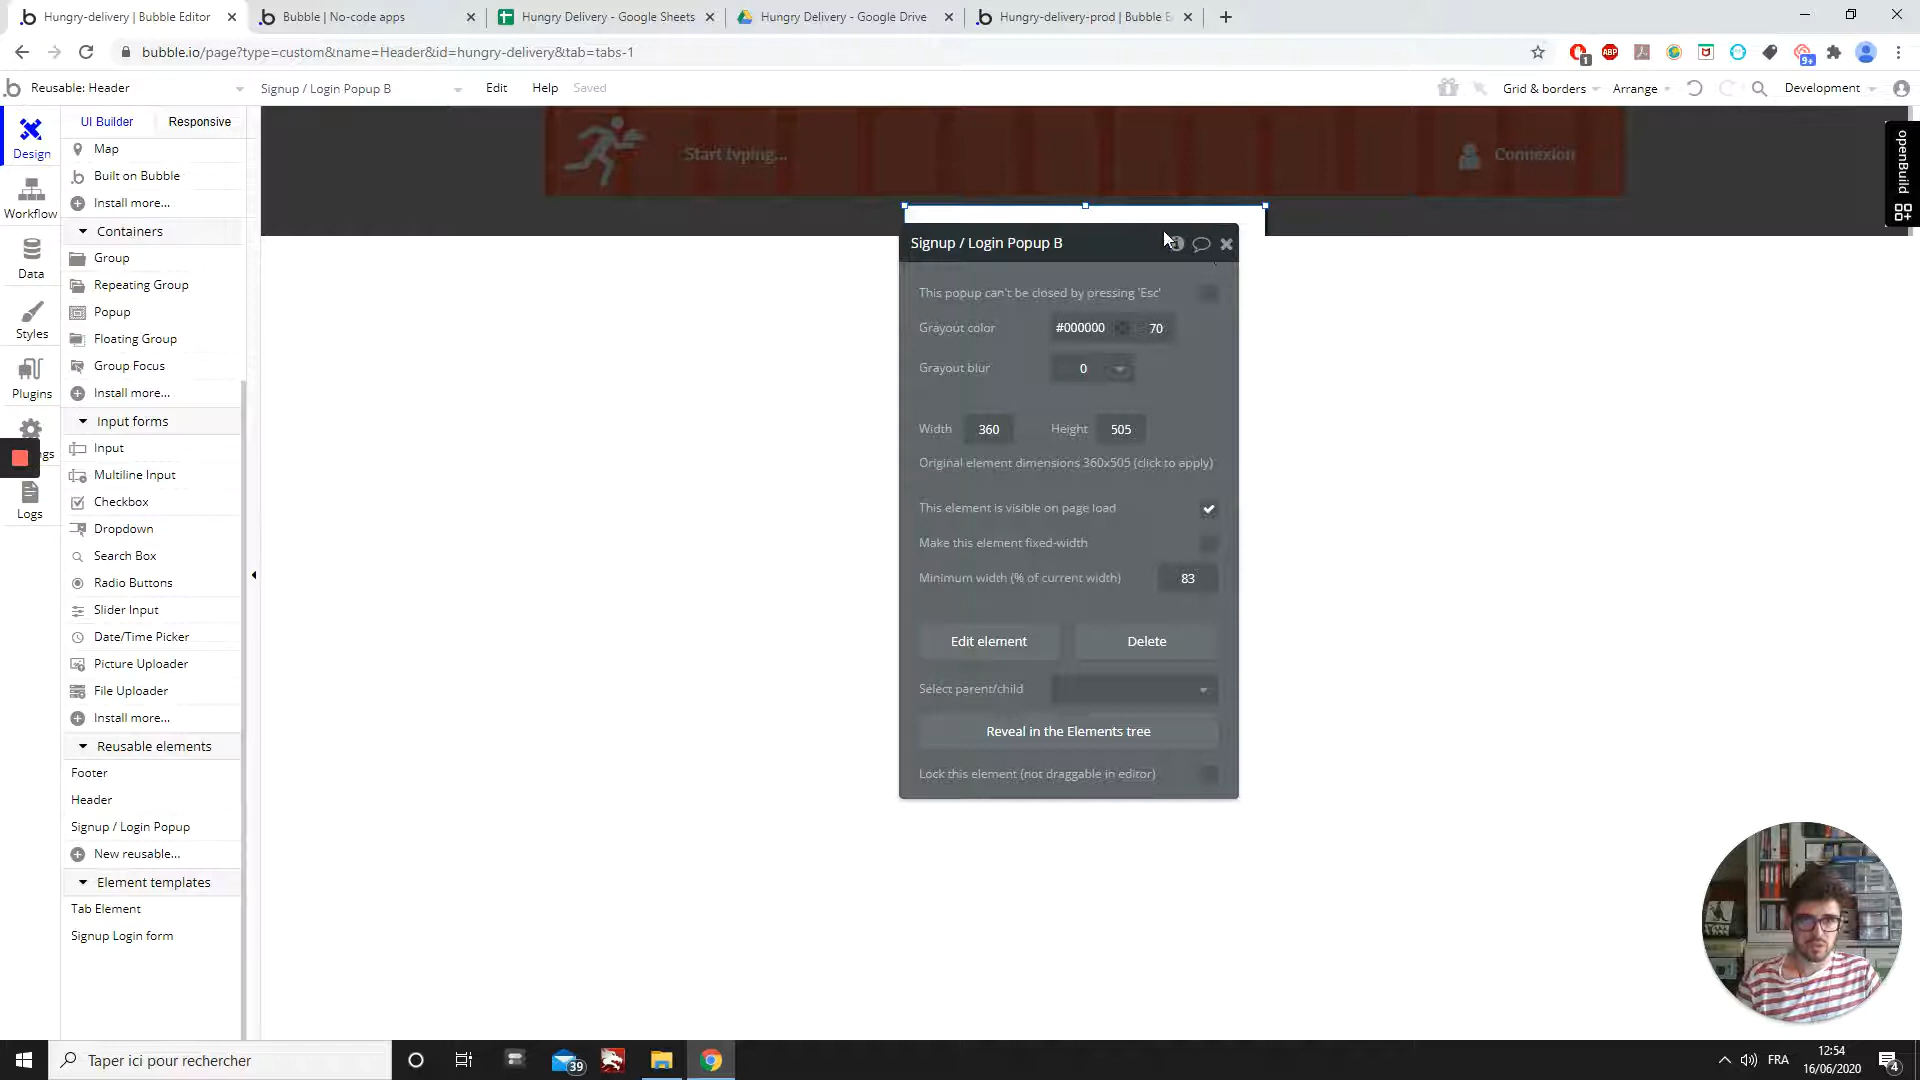 Hungry-delivery | Bubble Editor
Bubble | No-code apps
Hungry Delivery - Google Sheets
Hungry Delivery - Google Drive
Hungry-delivery-prod | Bubble E
bubble.io/page?type=custom&name=Header&id=hungry-delivery&tab=tabs-1
1
ABP
9+
Reusable: Header
Signup / Login Popup B
Edit
Help
Saved
Grid & borders
Arrange
Development
Design
Workflow
Data
Styles
Plugins
gs
Logs
UI Builder
Responsive
Map
Built on Bubble
Install more...
Containers
Group
Repeating Group
Popup
Floating Group
Group Focus
Install more...
Input forms
Input
Multiline Input
Checkbox
Dropdown
Search Box
Radio Buttons
Slider Input
Date/Time Picker
Picture Uploader
File Uploader
Install more...
Reusable elements
Footer
Header
Signup / Login Popup
New reusable...
Element templates
Tab Element
Signup Login form
Start typing...
Connexion
openBuild
Signup / Login Popup B
This popup can't be closed by pressing 'Esc'
Grayout color
#000000
70
Grayout blur
0
Width
360
Height
505
Original element dimensions 360x505 (click to apply)
This element is visible on page load
Make this element fixed-width
Minimum width (% of current width)
83
Edit element
Delete
Select parent/child
Reveal in the Elements tree
Lock this element (not draggable in editor)
Taper ici pour rechercher
39
FRA
12:54
16/06/2020
4